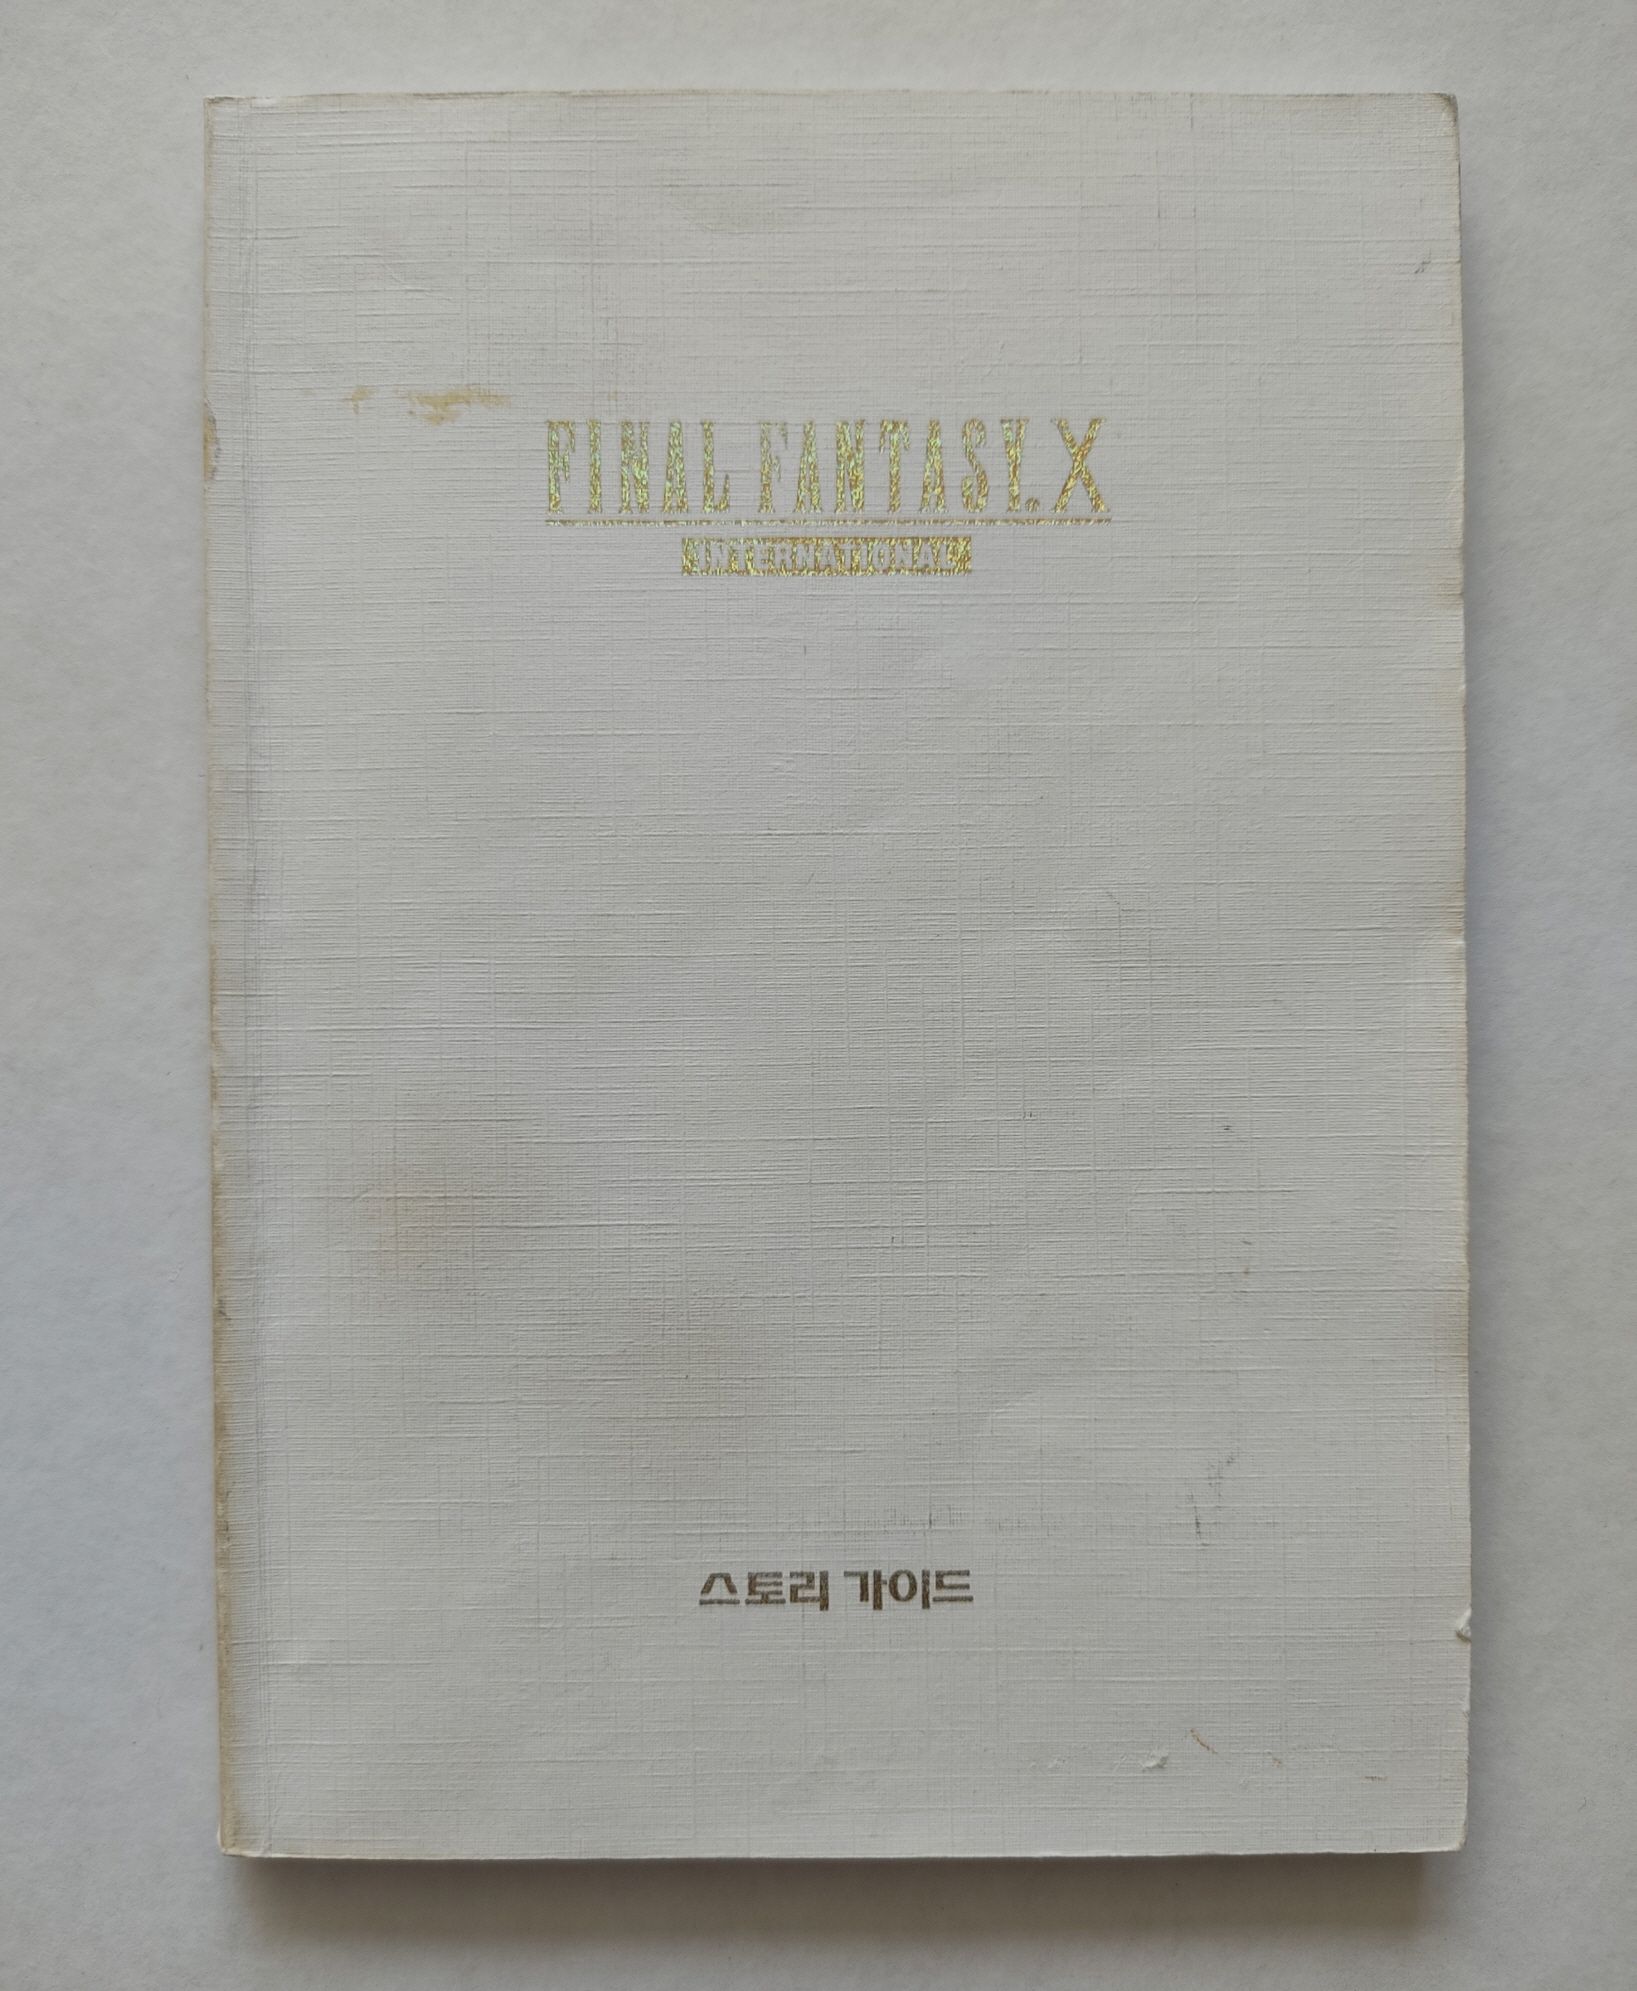 FINAL FANTASY. X
INTERNATIONAL
스토리 가이드